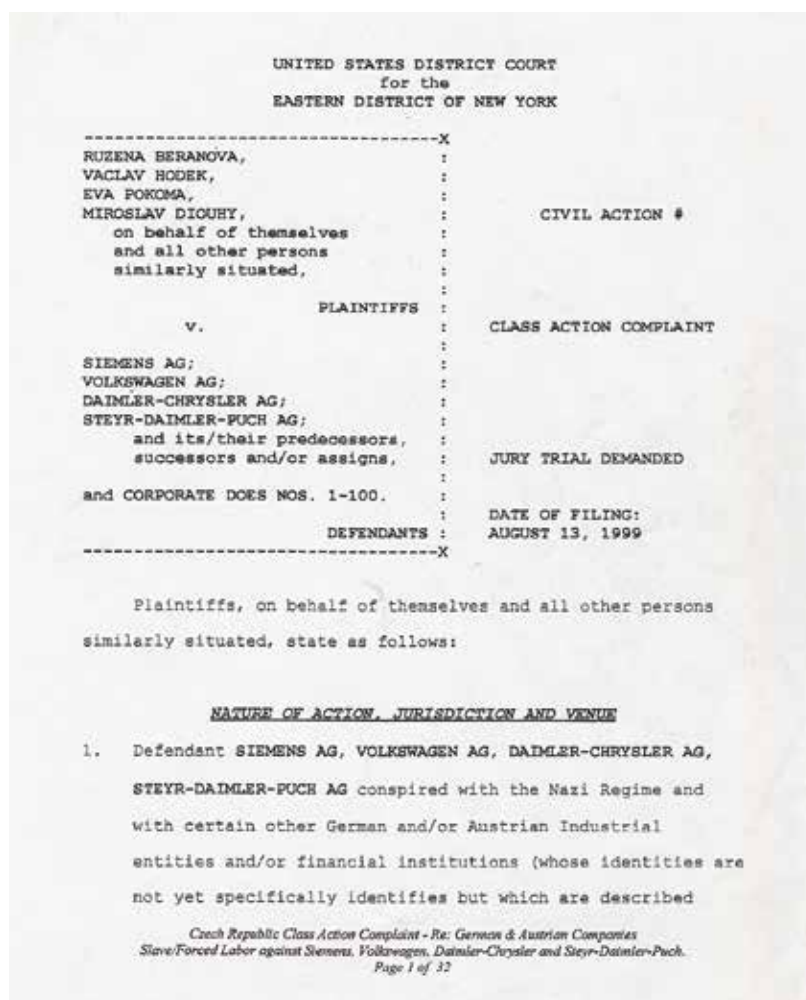 UNITED STATES DISTRICT COURT
for the
EASTERN DISTRICT OF NEW YORK
-----------------------------------X
RUZENA BERANOVA, :
VACLAV HODEK, :
EVA POKOMA, :
MIROSLAV DIOUHY, : CIVIL ACTION #
on behalf of themselves :
and all other persons :
similarly situated, :
:
PLAINTIFFS :
v. : CLASS ACTION COMPLAINT
:
SIEMENS AG; :
VOLKSWAGEN AG; :
DAIMLER-CHRYSLER AG; :
STEYR-DAIMLER-PUCH AG; :
and its/their predecessors, :
successors and/or assigns, : JURY TRIAL DEMANDED
:
and CORPORATE DOES NOS. 1-100. :
: DATE OF FILING:
DEFENDANTS : AUGUST 13, 1999
-----------------------------------X
Plaintiffs, on behalf of themselves and all other persons
similarly situated, state as follows:
NATURE OF ACTION, JURISDICTION AND VENUE
1. Defendant SIEMENS AG, VOLKSWAGEN AG, DAIMLER-CHRYSLER AG,
STEYR-DAIMLER-PUCH AG conspired with the Nazi Regime and
with certain other German and/or Austrian Industrial
entities and/or financial institutions (whose identities are
not yet specifically identifies but which are described
Czech Republic Class Action Complaint - Re: German & Austrian Companies
Slave/Forced Labor against Siemens, Volkswagen, Daimler-Chrysler and Steyr-Daimler-Puch.
Page 1 of 32